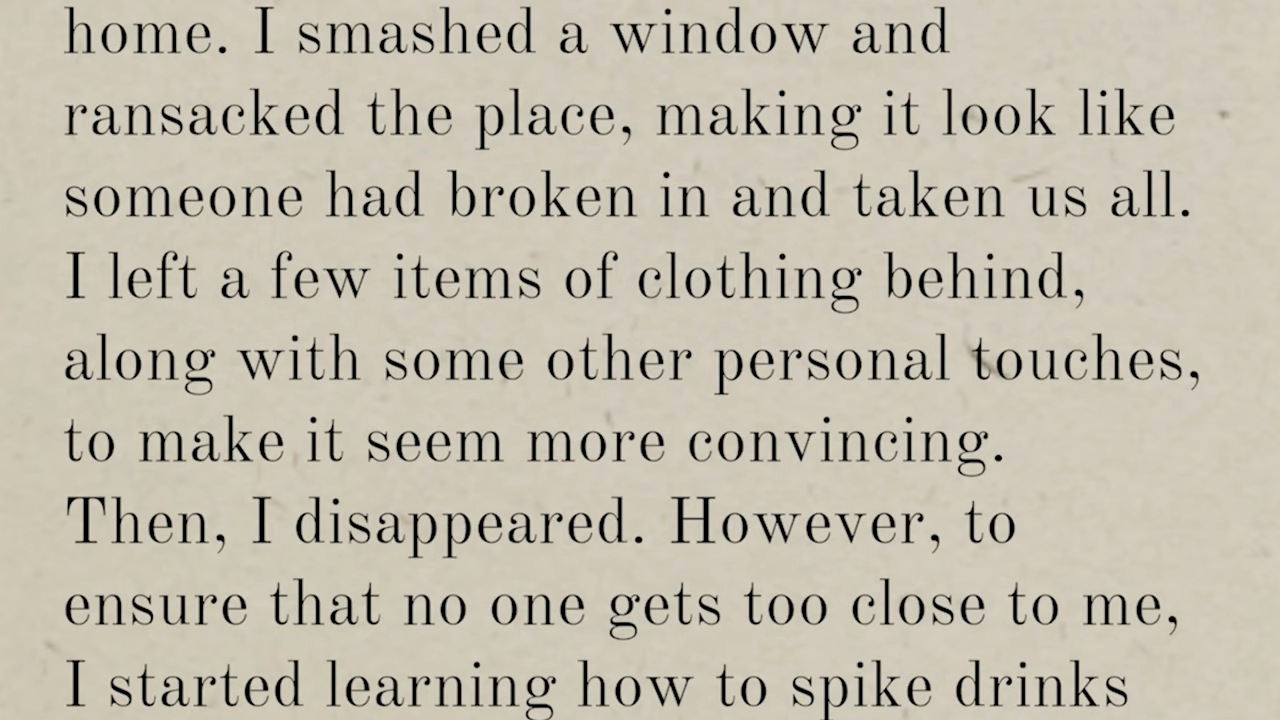 home. I smashed a window and
ransacked the place, making it look like
someone had broken in and taken us all.
I left a few items of clothing behind,
along with some other personal touches,
to make it seem more convincing.
Then, I disappeared. However, to
ensure that no one gets too close to me,
I started learning how to spike drinks